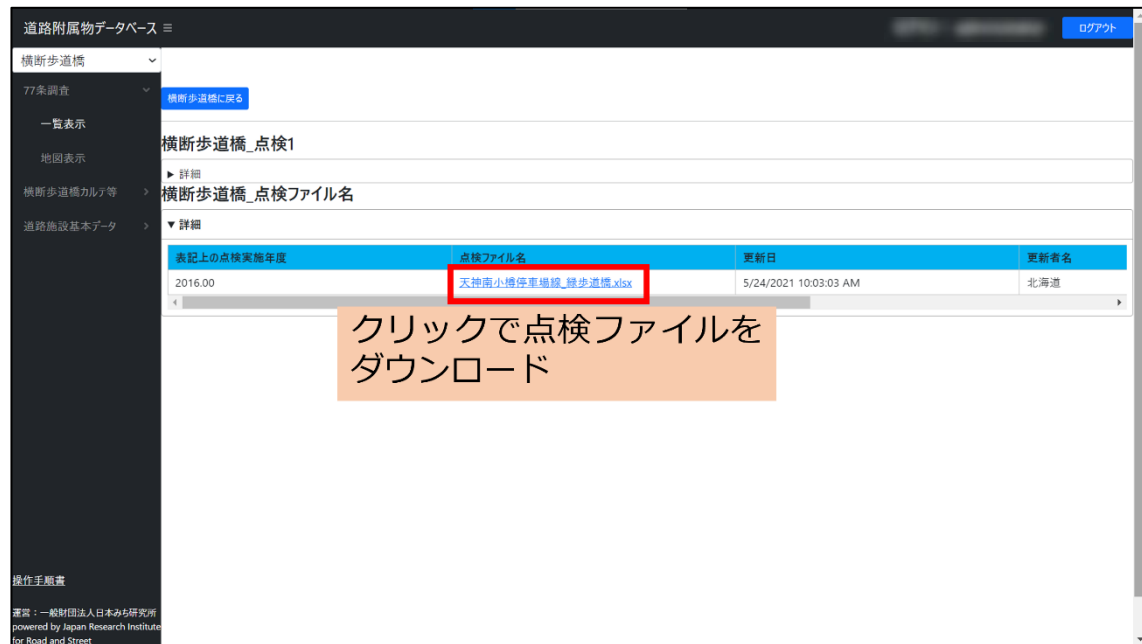 道路附属物データベース ≡
ログアウト
横断歩道橋
77条調査
横断歩道橋に戻る
一覧表示
横断歩道橋_点検1
地図表示
▶ 詳細
横断歩道橋カルテ等
横断歩道橋_点検ファイル名
道路施設基本データ
▼ 詳細
表記上の点検実施年度 点検ファイル名 更新日 更新者名
2016.00 天神南小樽停車場線_緑歩道橋.xlsx 5/24/2021 10:03:03 AM 北海道
クリックで点検ファイルを
ダウンロード
操作手順書
運営：一般財団法人日本みち研究所
powered by Japan Research Institute
for Road and Street